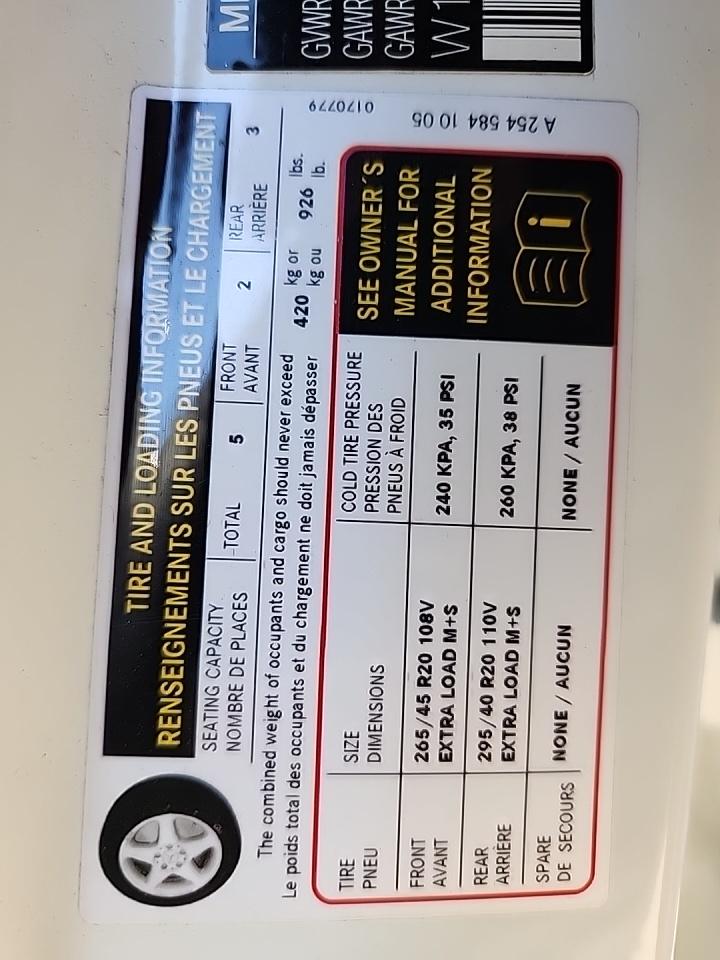 TIRE AND LOADING INFORMATION
RENSEIGNEMENTS SUR LES PNEUS ET LE CHARGEMENT
SEATING CAPACITY
NOMBRE DE PLACES
TOTAL 5
FRONT
AVANT
2
REAR
ARRIÈRE
3
The combined weight of occupants and cargo should never exceed 420 kg or 926 lbs.
Le poids total des occupants et du chargement ne doit jamais dépasser kg ou lb.
TIRE
PNEU
SIZE
DIMENSIONS
COLD TIRE PRESSURE
PRESSION DES
PNEUS À FROID
FRONT
AVANT
265/45 R20 108V
EXTRA LOAD M+S
240 KPA, 35 PSI
REAR
ARRIÈRE
295/40 R20 110V
EXTRA LOAD M+S
260 KPA, 38 PSI
SPARE
DE SECOURS
NONE / AUCUN
NONE / AUCUN
SEE OWNER'S
MANUAL FOR
ADDITIONAL
INFORMATION
i
0170779
A 254 584 10 05
GVWR
GAWR
GAWR